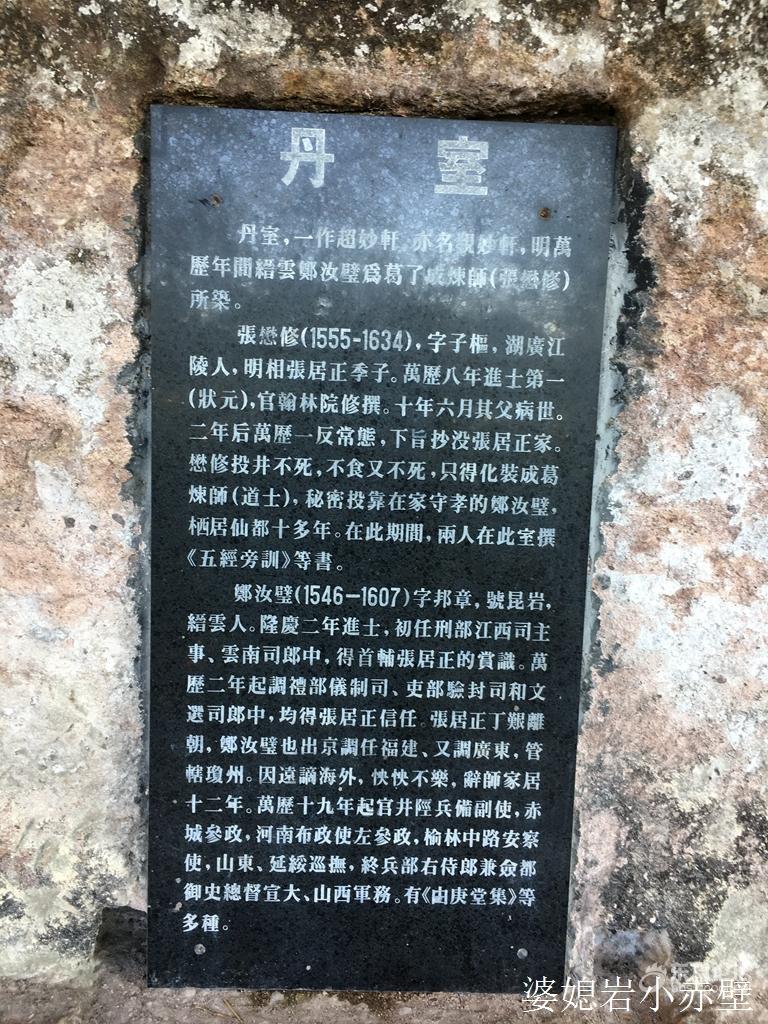 丹室
丹室，一作超妙軒，亦名觀妙軒，明萬
歷年間縉雲鄭汝璧爲葛了成煉師(張懋修)
所築。
張懋修(1555-1634)，字子樞，湖廣江
陵人，明相張居正季子。萬歷八年進士第一
(狀元)，官翰林院修撰。十年六月其父病世。
二年后萬歷一反常態，下旨抄没張居正家。
懋修投井不死，不食又不死，只得化裝成葛
煉師(道士)，秘密投靠在家守孝的鄭汝璧，
栖居仙都十多年。在此期間，兩人在此室撰
《五經旁訓》等書。
鄭汝璧(1546—1607)字邦章，號昆岩，
縉雲人。隆慶二年進士，初任刑部江西司主
事、雲南司郎中，得首輔張居正的賞識。萬
歷二年起調禮部儀制司、吏部驗封司和文
選司郎中，均得張居正信任。張居正丁艱離
朝，鄭汝璧也出京調任福建、又調廣東，管
轄瓊州。因遠謫海外，怏怏不樂，辭師家居
十二年。萬歷十九年起官井陘兵備副使，赤
城參政，河南布政使左參政，榆林中路安察
使，山東、延綏巡撫，終兵部右侍郎兼僉都
御史總督宣大、山西軍務。有《由庚堂集》等
多種。
婆媳岩小赤壁